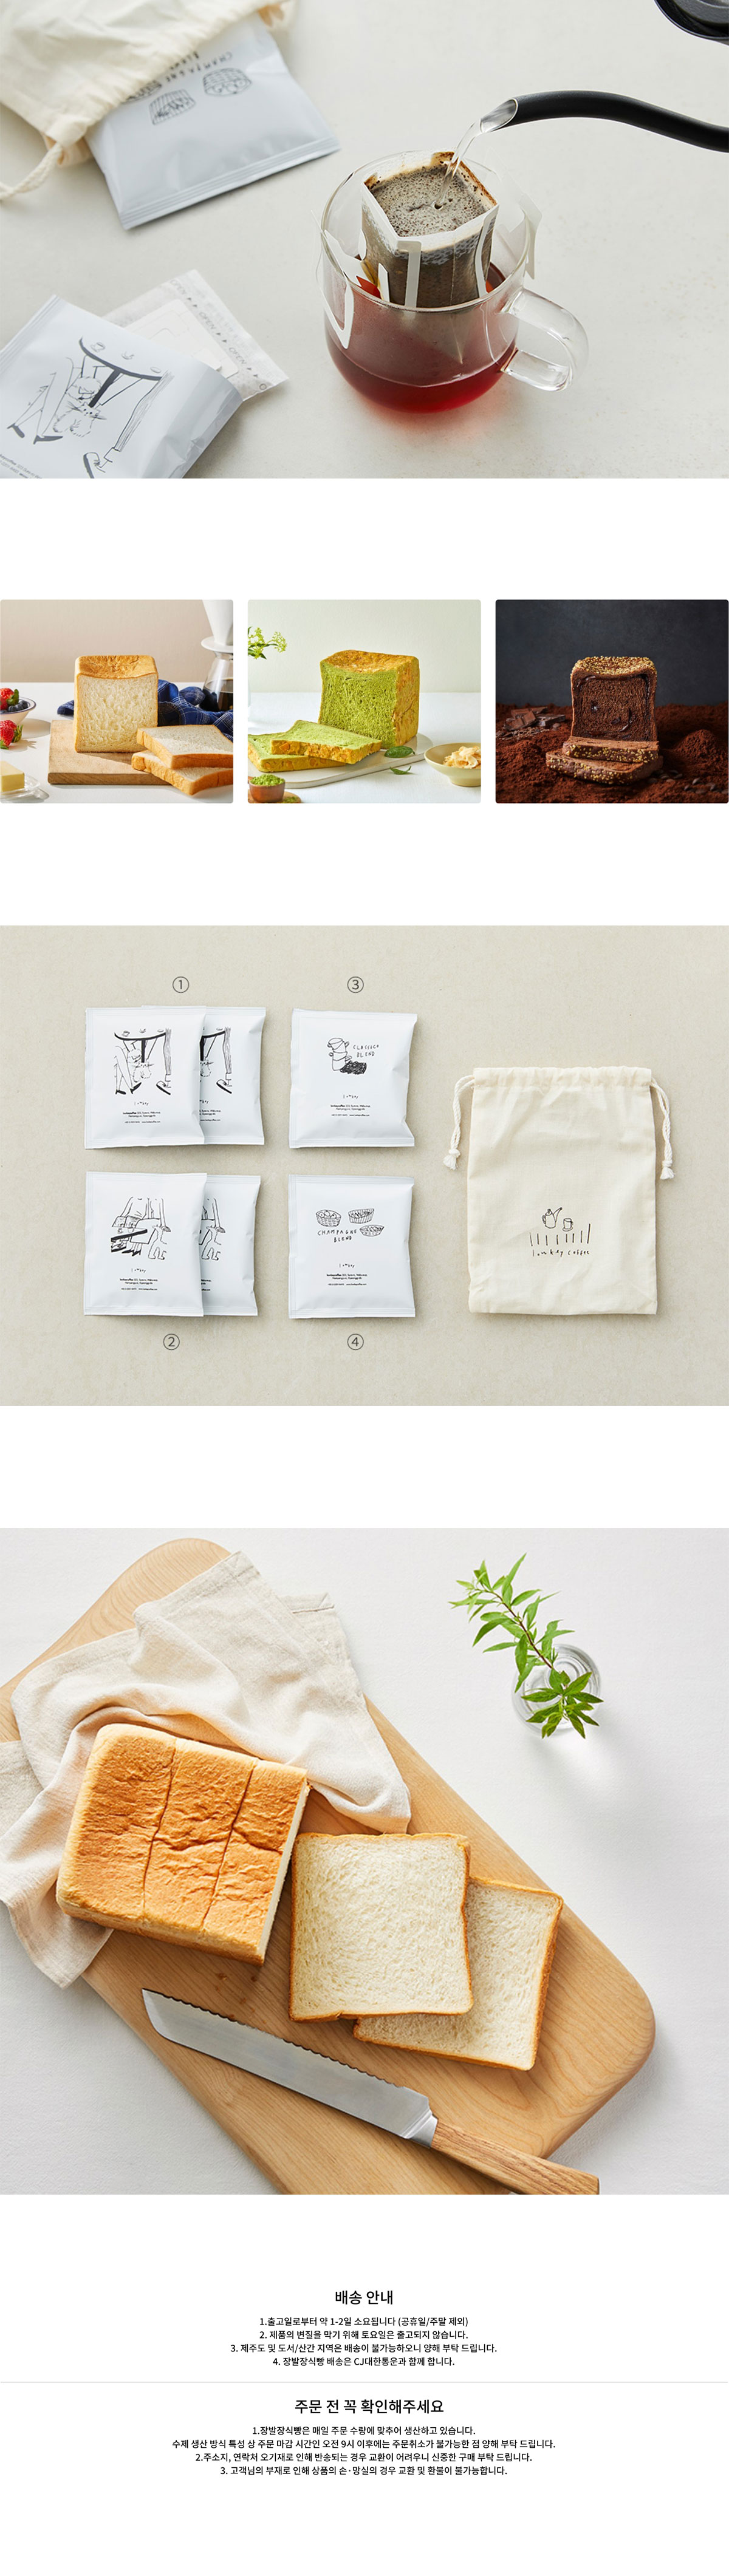 CHAMPAGNE
①
③
CLASSICO
BLEND
lowkey
lowkey
CHAMPAGNE
BLEND
lowkey coffee
lowkey
lowkey
②
④
배송 안내
1.출고일로부터 약 1-2일 소요됩니다 (공휴일/주말 제외)
2. 제품의 변질을 막기 위해 토요일은 출고되지 않습니다.
3. 제주도 및 도서/산간 지역은 배송이 불가능하오니 양해 부탁 드립니다.
4. 장발장식빵 배송은 CJ대한통운과 함께 합니다.
주문 전 꼭 확인해주세요
1.장발장식빵은 매일 주문 수량에 맞추어 생산하고 있습니다.
수제 생산 방식 특성 상 주문 마감 시간인 오전 9시 이후에는 주문취소가 불가능한 점 양해 부탁 드립니다.
2.주소지, 연락처 오기재로 인해 반송되는 경우 교환이 어려우니 신중한 구매 부탁 드립니다.
3. 고객님의 부재로 인해 상품의 손·망실의 경우 교환 및 환불이 불가능합니다.